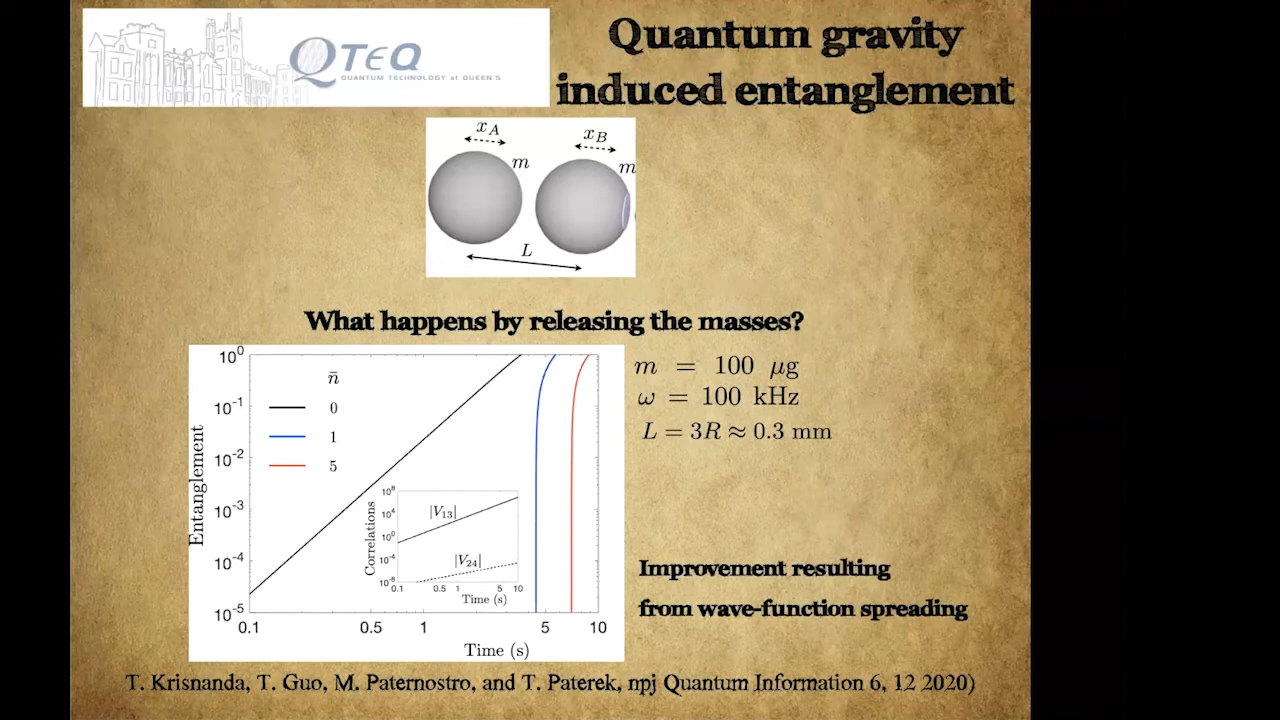 QTEQ
QUANTUM TECHNOLOGY at QUEEN'S
Quantum gravity
induced entanglement
x_A
x_B
m
m
L
What happens by releasing the masses?
m = 100 μg
ω = 100 kHz
L = 3R ≈ 0.3 mm
Entanglement
10^0
10^-1
10^-2
10^-3
10^-4
10^-5
n̄
0
1
5
Correlations
10^8
10^4
10^0
10^-4
10^-8
|V_13|
|V_24|
0.1 0.5 1 5 10
Time (s)
0.1 0.5 1 5 10
Time (s)
Improvement resulting
from wave-function spreading
T. Krisnanda, T. Guo, M. Paternostro, and T. Paterek, npj Quantum Information 6, 12 2020)